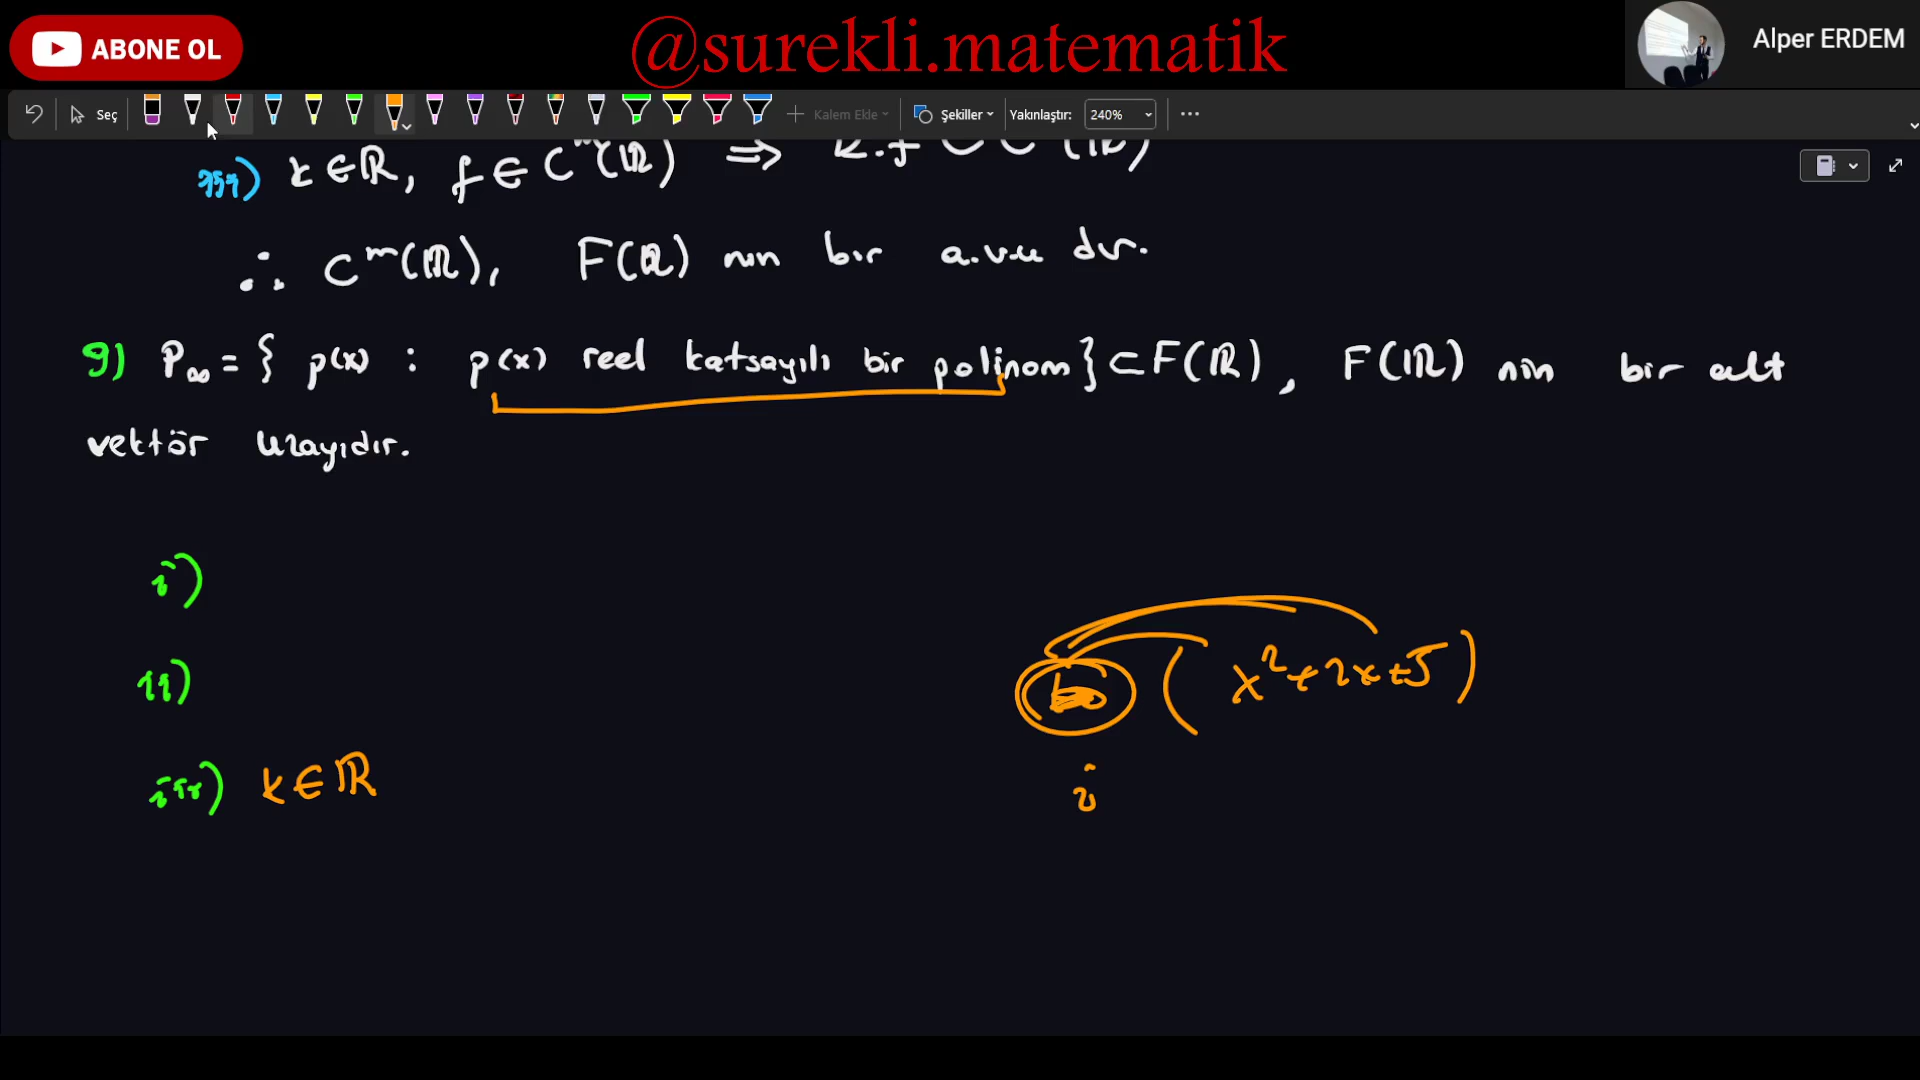 ABONE OL
@surekli.matematik
Alper ERDEM
Seç
Kalem Ekle
Şekiller
Yakınlaştır:
240%
iii) k∈ℝ, f∈C^m(ℝ) ⇒ k.f ⊂ C^m(ℝ)
∴ C^m(ℝ), F(ℝ) nın bir a.v.u dır.
9) P∞ = { p(x) : p(x) reel katsayılı bir polinom} ⊂ F(ℝ), F(ℝ) nin bir alt
vektör uzayıdır.
i)
ii)
(x²+2x+5)
iii) k∈ℝ
i